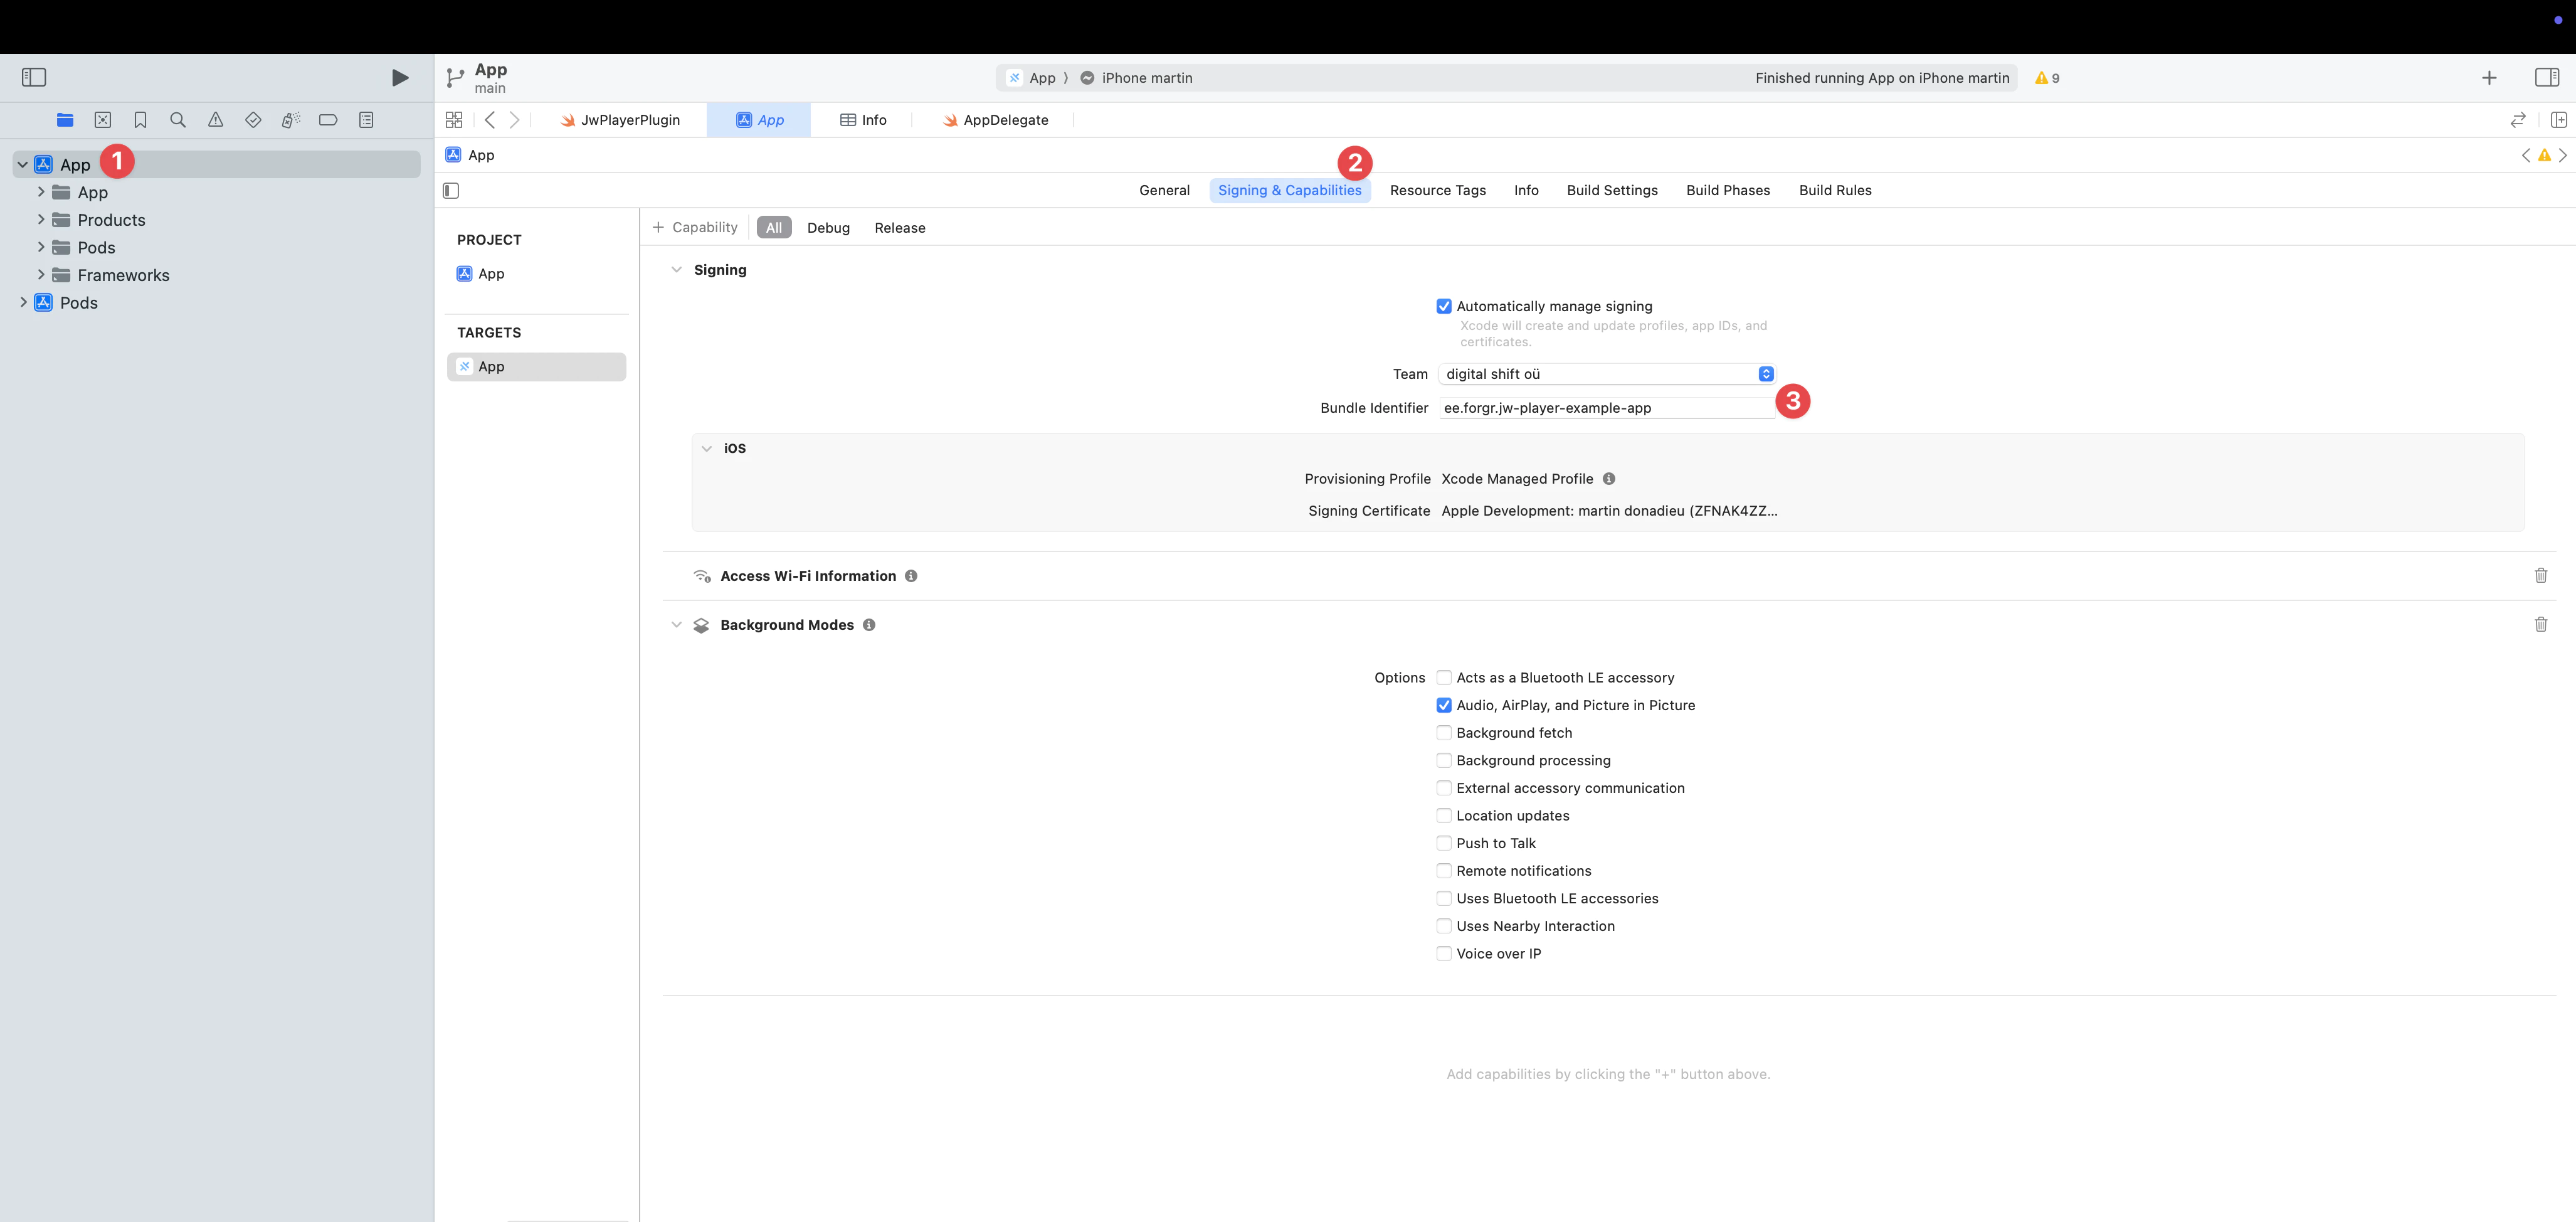 App
main
App
iPhone martin
Finished running App on iPhone martin
9
JwPlayerPlugin
App
Info
AppDelegate
App
1
App
Products
Pods
Frameworks
Pods
App
2
General
Signing & Capabilities
Resource Tags
Info
Build Settings
Build Phases
Build Rules
PROJECT
App
TARGETS
App
+ Capability
All
Debug
Release
Signing
Automatically manage signing
Xcode will create and update profiles, app IDs, and
certificates.
Team
digital shift oü
Bundle Identifier
ee.forgr.jw-player-example-app
3
iOS
Provisioning Profile
Xcode Managed Profile
Signing Certificate
Apple Development: martin donadieu (ZFNAK4ZZ...
Access Wi-Fi Information
Background Modes
Options
Acts as a Bluetooth LE accessory
Audio, AirPlay, and Picture in Picture
Background fetch
Background processing
External accessory communication
Location updates
Push to Talk
Remote notifications
Uses Bluetooth LE accessories
Uses Nearby Interaction
Voice over IP
Add capabilities by clicking the "+" button above.